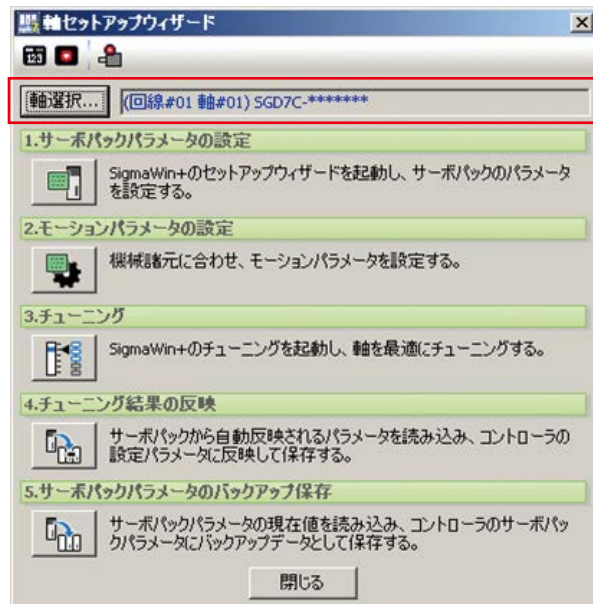 軸セットアップウィザード
123
軸選択... (回線#01 軸#01) SGD7C-*******
1.サーボパックパラメータの設定
SigmaWin+のセットアップウィザードを起動し、サーボパックのパラメータ
を設定する。
2.モーションパラメータの設定
機械諸元に合わせ、モーションパラメータを設定する。
3.チューニング
SigmaWin+のチューニングを起動し、軸を最適にチューニングする。
4.チューニング結果の反映
サーボパックから自動反映されるパラメータを読み込み、コントローラの
設定パラメータに反映して保存する。
5.サーボパックパラメータのバックアップ保存
サーボパックパラメータの現在値を読み込み、コントローラのサーボパッ
クパラメータにバックアップデータとして保存する。
閉じる